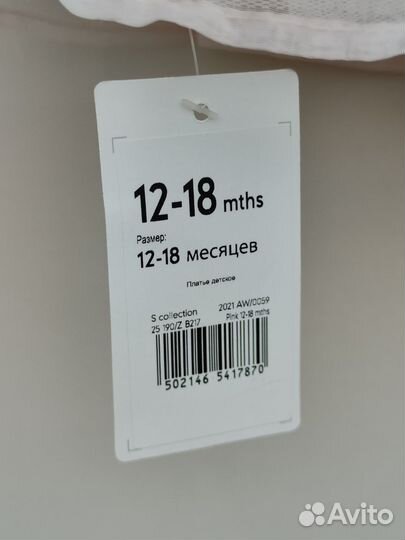 12-18 mths
Размер:
12-18 месяцев
Платье детское
S collection 2021 AW/0059
25 190/Z B217 Pink 12-18 mths
502146 5417870
Avito